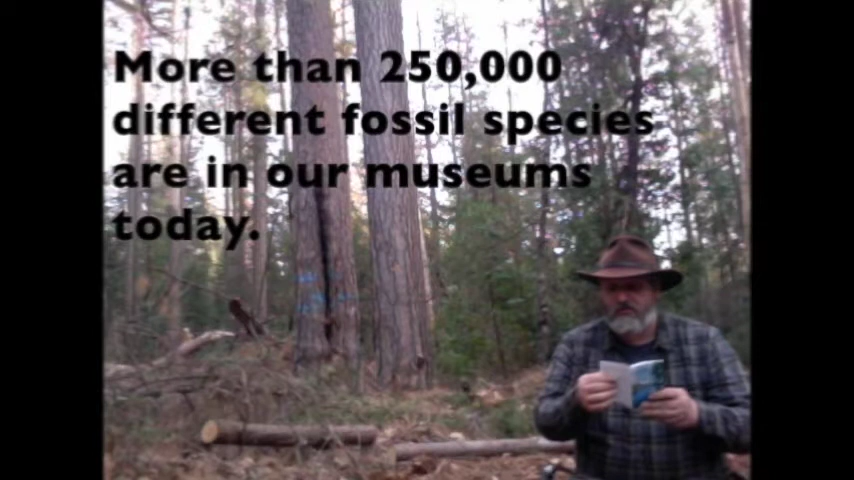 More than 250,000
different fossil species
are in our museums
today.